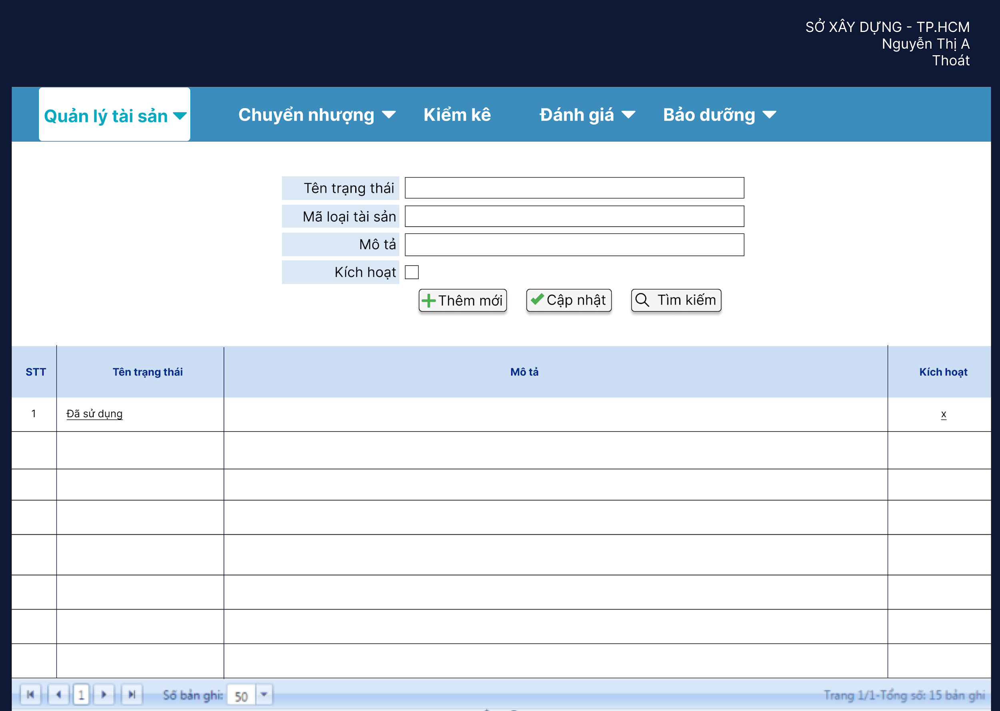 SỞ XÂY DỰNG - TP.HCM
Nguyễn Thị A
Thoát
Quản lý tài sản Chuyển nhượng Kiểm kê Đánh giá Bảo dưỡng
Tên trạng thái
Mã loại tài sản
Mô tả
Kích hoạt
Thêm mới Cập nhật Tìm kiếm
STT Tên trạng thái Mô tả Kích hoạt
1 Đã sử dụng x
1 Số bản ghi: 50 Trang 1/1-Tổng số: 15 bản ghi